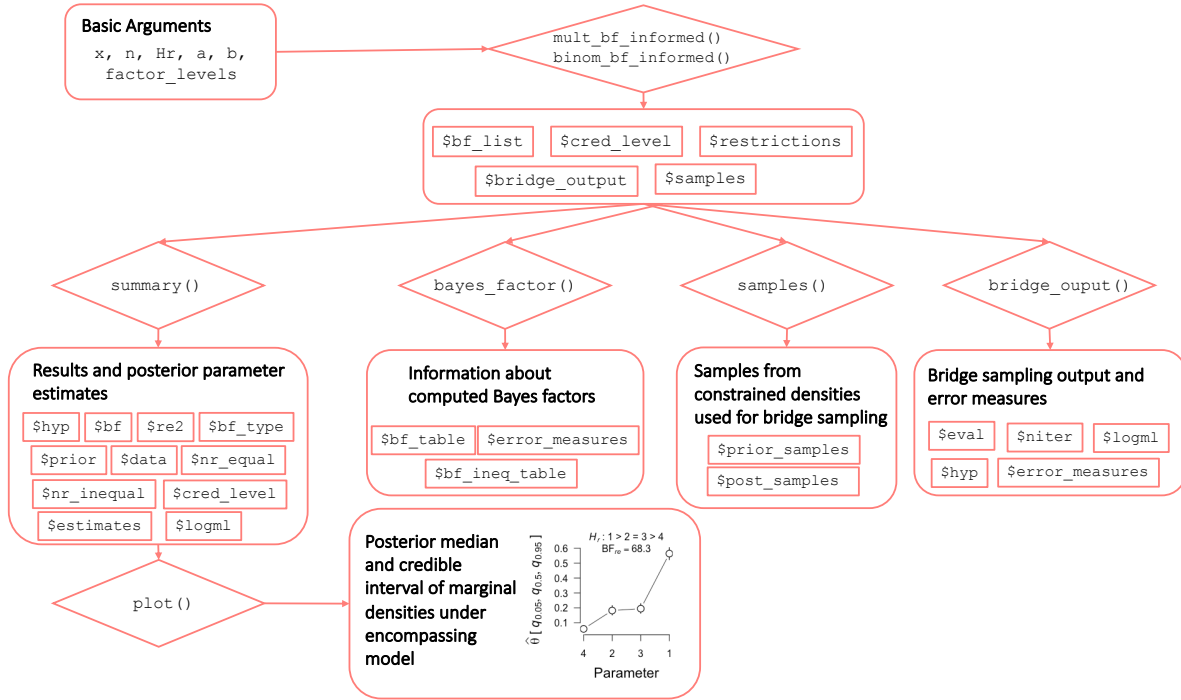 Basic Arguments
x, n, Hr, a, b,
factor_levels
mult_bf_informed()
binom_bf_informed()
$bf_list
$cred_level
$restrictions
$bridge_output
$samples
summary()
bayes_factor()
samples()
bridge_ouput()
Results and posterior parameter
estimates
$hyp
$bf
$re2
$bf_type
$prior
$data
$nr_equal
$nr_inequal
$cred_level
$estimates
$logml
Information about
computed Bayes factors
$bf_table
$error_measures
$bf_ineq_table
Samples from
constrained densities
used for bridge sampling
$prior_samples
$post_samples
Bridge sampling output and
error measures
$eval
$niter
$logml
$hyp
$error_measures
plot()
Posterior median
and credible
interval of marginal
densities under
encompassing
model
Hr : 1 > 2 = 3 > 4
BFre = 68.3
θ̂ [ q0.05, q0.5, q0.95 ]
0.6
0.5
0.4
0.3
0.2
0.1
4 2 3 1
Parameter